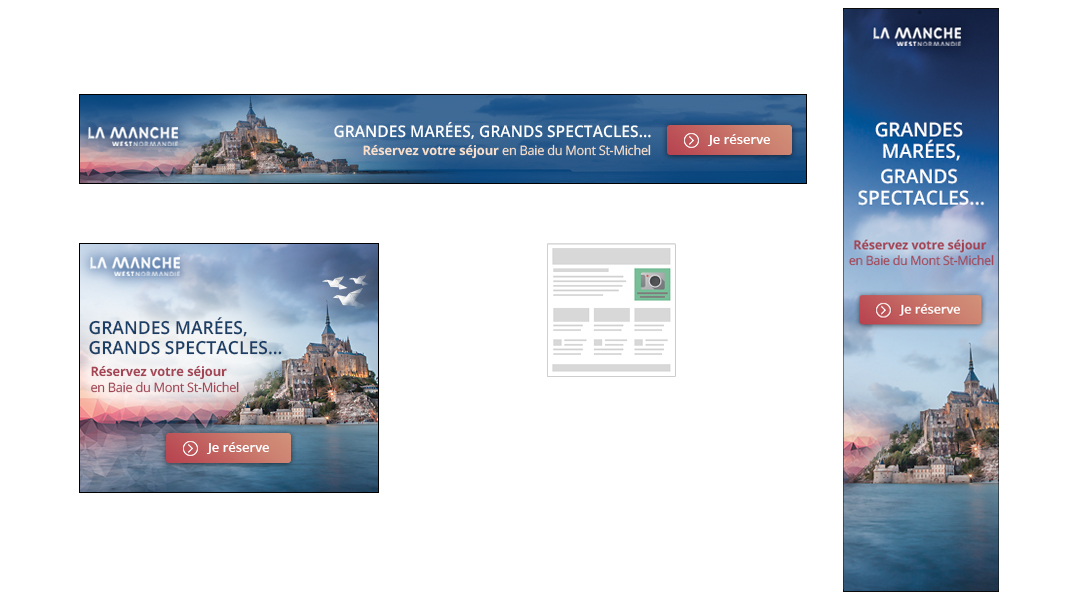 LA MANCHE
WESTNORMANDIE
GRANDES MARÉES, GRANDS SPECTACLES...
Réservez votre séjour en Baie du Mont St-Michel
Je réserve
LA MANCHE
WESTNORMANDIE
GRANDES MARÉES,
GRANDS SPECTACLES...
Réservez votre séjour
en Baie du Mont St-Michel
Je réserve
LA MANCHE
WESTNORMANDIE
GRANDES
MARÉES,
GRANDS
SPECTACLES...
Réservez votre séjour
en Baie du Mont St-Michel
Je réserve